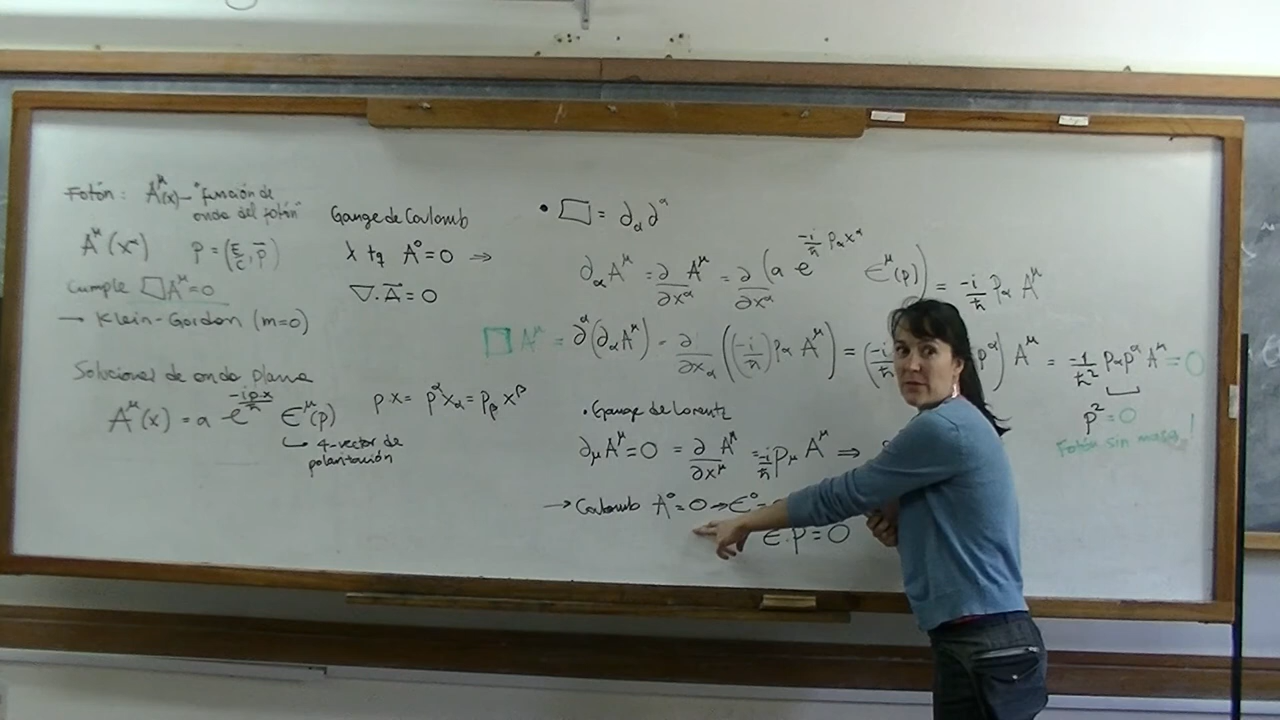 Fotón: A^μ(x) – "función de
onda del fotón"
A^μ(x^α) p = (E/c, p⃗)
Cumple □A^μ = 0
→ Klein-Gordon (m=0)
Soluciones de onda plana
A^μ(x) = a e^{-ipx/ħ} ε^μ(p)
↳ 4-vector de
polarización
Gauge de Coulomb
λ tq A⁰ = 0 ⇒
∇·A⃗ = 0
p x = p^α x_α = p_β x^β
• □ = ∂_α ∂^α
∂_α A^μ = ∂/∂x^α A^μ = ∂/∂x^α (a e^{-i/ħ p_α x^α} ε^μ(p)) = -i/ħ p_α A^μ
□ A^μ = ∂^α(∂_α A^μ) = ∂/∂x_α ((-i/ħ) p_α A^μ) = (-i/ħ p^α) A^μ = -1/ħ² p_α p^α A^μ = 0
p² = 0
Fotón sin masa!
• Gauge de Lorentz
∂_μ A^μ = 0 = ∂/∂x^μ A^μ = -i/ħ p_μ A^μ ⇒
→ Coulomb A⁰ = 0 → ε⁰ =
ε·p = 0